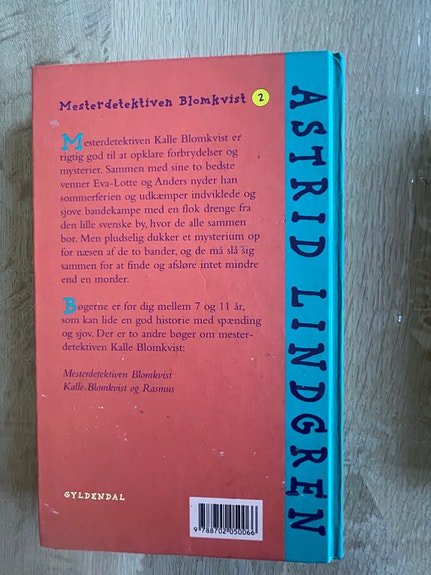 Mesterdetektiven Blomkvist 2
Mesterdetektiven Kalle Blomkvist er
rigtig god til at opklare forbrydelser og
mysterier. Sammen med sine to bedste
venner Eva-Lotte og Anders nyder han
sommerferien og udkæmper indviklede og
sjove bandekampe med en flok drenge fra
den lille svenske by, hvor de alle sammen
bor. Men pludselig dukker et mysterium op
for næsen af de to bander, og de må slå sig
sammen for at finde og afsløre intet mindre
end en morder.
Bøgerne er for dig mellem 7 og 11 år,
som kan lide en god historie med spænding
og sjov. Der er to andre bøger om mester-
detektiven Kalle Blomkvist:
Mesterdetektiven Blomkvist
Kalle Blomkvist og Rasmus
GYLDENDAL
9 788702 050066
ASTRID LINDGREN